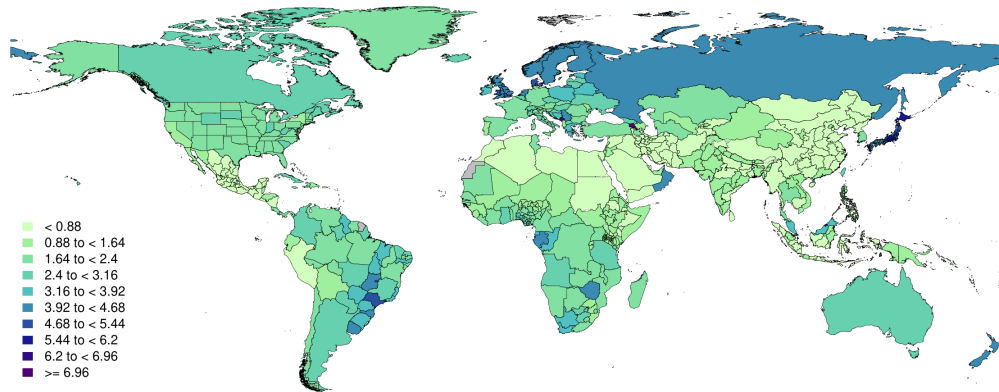 < 0.88
0.88 to < 1.64
1.64 to < 2.4
2.4 to < 3.16
3.16 to < 3.92
3.92 to < 4.68
4.68 to < 5.44
5.44 to < 6.2
6.2 to < 6.96
>= 6.96